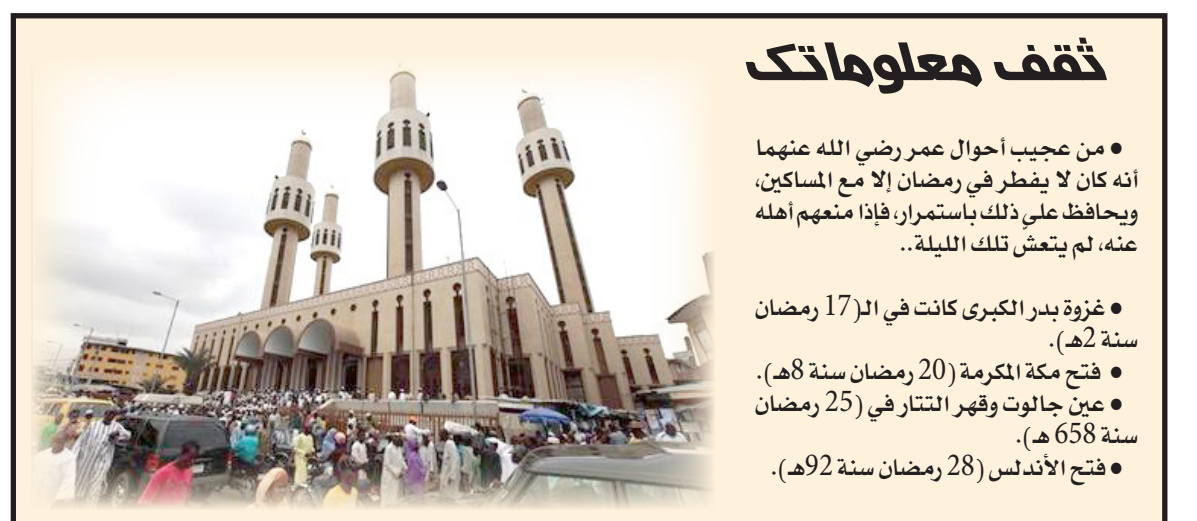 ثقف معلوماتك
• من عجيب أحوال عمر رضي الله عنهما
أنه كان لا يفطر في رمضان إلا مع المساكين،
ويحافظ على ذلك باستمرار، فإذا منعهم أهله
عنه، لم يتعشّ تلك الليلة..
• غزوة بدر الكبرى كانت في الـ(17 رمضان
سنة 2هـ).
• فتح مكة المكرمة (20 رمضان سنة 8هـ).
• عين جالوت وقهر التتار في (25 رمضان
سنة 658 هـ).
• فتح الأندلس (28 رمضان سنة 92هـ).